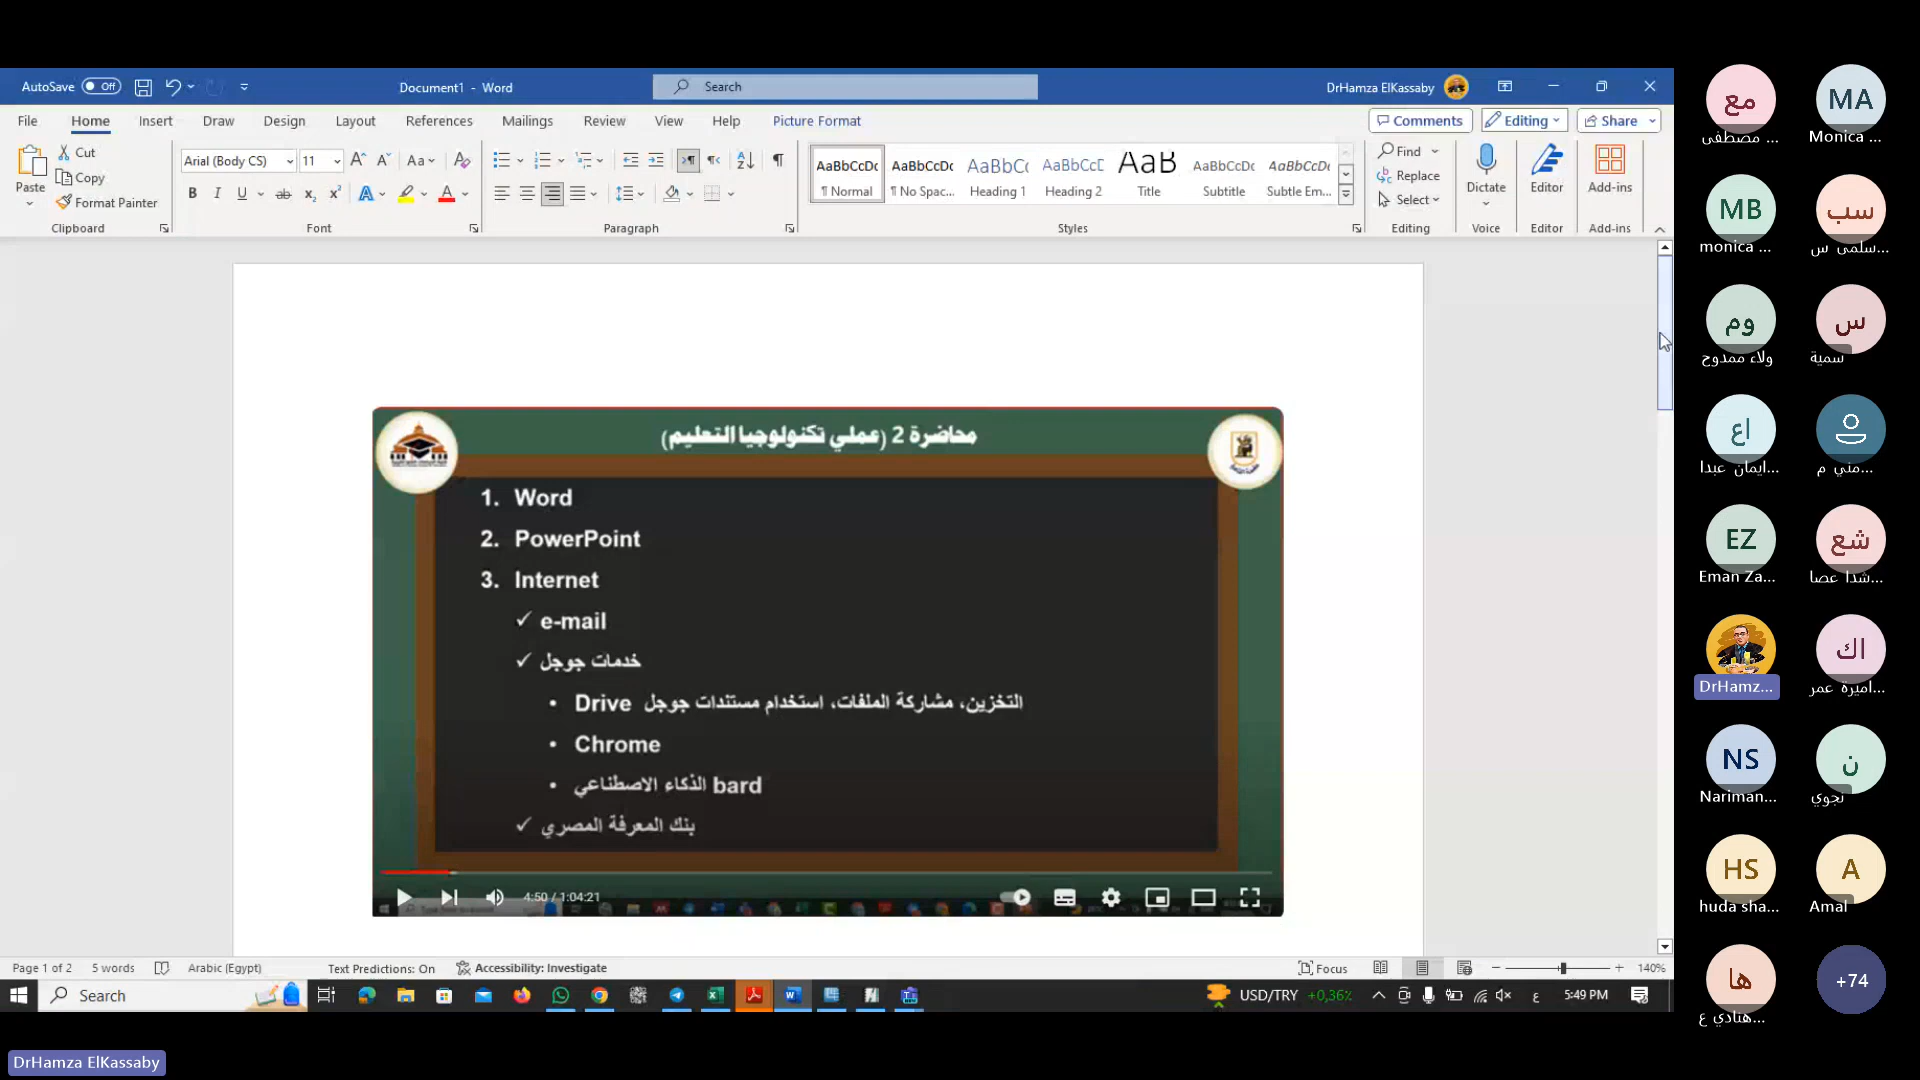 AutoSave Off Document1 - Word Search DrHamza ElKassaby
File Home Insert Draw Design Layout References Mailings Review View Help Picture Format Comments Editing Share
Paste Cut Copy Format Painter
Arial (Body CS) 11
AaBbCcDc AaBbCcDc AaBbCc AaBbCcD AaB AaBbCcDc AaBbCcDc
¶ Normal ¶ No Spac... Heading 1 Heading 2 Title Subtitle Subtle Em...
Find Replace Select
Dictate Editor Add-ins
Clipboard Font Paragraph Styles Editing Voice Editor Add-ins
محاضرة 2 (عملي تكنولوجيا التعليم)
1. Word
2. PowerPoint
3. Internet
✓ e-mail
✓ خدمات جوجل
• Drive التخزين، مشاركة الملفات، استخدام مستندات جوجل
• Chrome
• الذكاء الاصطناعي bard
✓ بنك المعرفة المصري
4:50 / 1:04:21
Page 1 of 2 5 words Arabic (Egypt) Text Predictions: On Accessibility: Investigate Focus 140%
Search USD/TRY +0,36% ع 5:49 PM
DrHamza ElKassaby
مع
مصطفى ...
MA
Monica ...
MB
monica ...
سب
سلمى س...
وم
ولاء ممدوح
س
سمية
اع
ايمان عبدا...
مني م...
EZ
Eman Za...
شع
شذا عصا...
DrHamz...
اك
اميرة عمر...
NS
Nariman...
ن
نجوي
HS
huda sha...
A
Amal
ها
هنادي ع...
+74